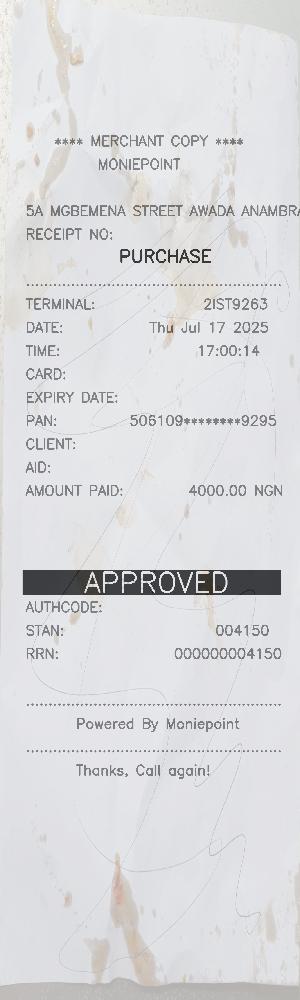 **** MERCHANT COPY ****
MONIEPOINT
5A MGBEMENA STREET AWADA ANAMBRA
RECEIPT NO:
PURCHASE
TERMINAL: 2IST9263
DATE: Thu Jul 17 2025
TIME: 17:00:14
CARD:
EXPIRY DATE:
PAN: 506109********9295
CLIENT:
AID:
AMOUNT PAID: 4000.00 NGN
APPROVED
AUTHCODE:
STAN: 004150
RRN: 000000004150
Powered By Moniepoint
Thanks, Call again!